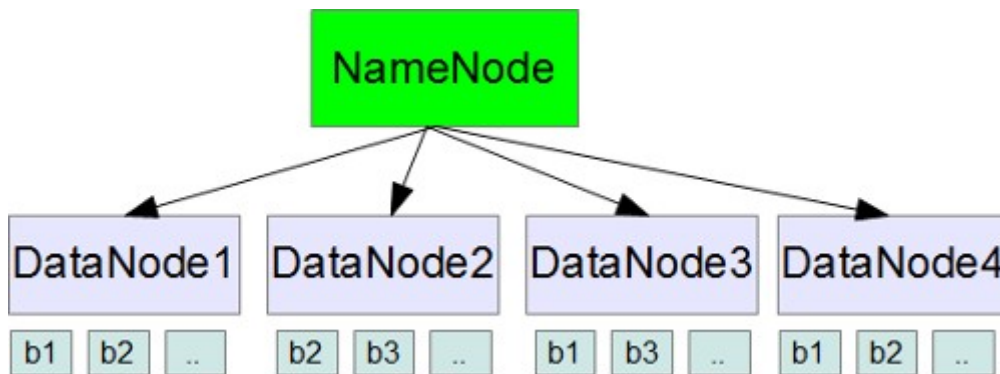 NameNode
DataNode1 DataNode2 DataNode3 DataNode4
b1 b2 .. b2 b3 .. b1 b3 .. b1 b2 ..